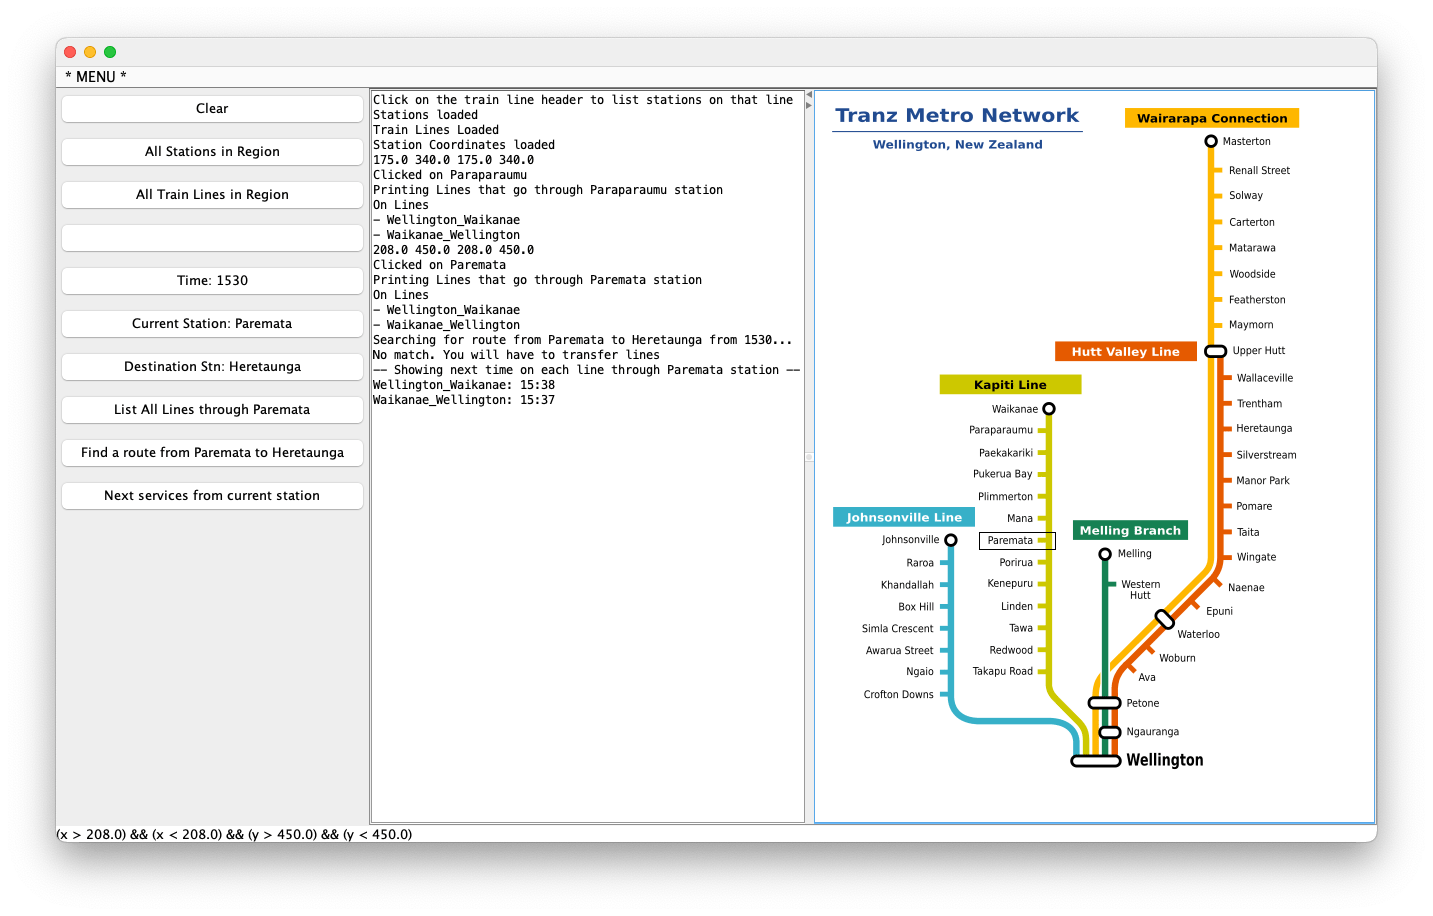 * MENU *
Clear
All Stations in Region
All Train Lines in Region
Time: 1530
Current Station: Paremata
Destination Stn: Heretaunga
List All Lines through Paremata
Find a route from Paremata to Heretaunga
Next services from current station
Click on the train line header to list stations on that line
Stations loaded
Train Lines Loaded
Station Coordinates loaded
175.0 340.0 175.0 340.0
Clicked on Paraparaumu
Printing Lines that go through Paraparaumu station
On Lines
– Wellington_Waikanae
– Waikanae_Wellington
208.0 450.0 208.0 450.0
Clicked on Paremata
Printing Lines that go through Paremata station
On Lines
– Wellington_Waikanae
– Waikanae_Wellington
Searching for route from Paremata to Heretaunga from 1530...
No match. You will have to transfer lines
–– Showing next time on each line through Paremata station ––
Wellington_Waikanae: 15:38
Waikanae_Wellington: 15:37
Tranz Metro Network
Wellington, New Zealand
Wairarapa Connection
Masterton
Renall Street
Solway
Carterton
Matarawa
Woodside
Featherston
Maymorn
Upper Hutt
Hutt Valley Line
Wallaceville
Trentham
Heretaunga
Silverstream
Manor Park
Pomare
Taita
Wingate
Naenae
Epuni
Waterloo
Woburn
Ava
Petone
Ngauranga
Wellington
Kapiti Line
Waikanae
Paraparaumu
Paekakariki
Pukerua Bay
Plimmerton
Mana
Paremata
Porirua
Kenepuru
Linden
Tawa
Redwood
Takapu Road
Johnsonville Line
Johnsonville
Raroa
Khandallah
Box Hill
Simla Crescent
Awarua Street
Ngaio
Crofton Downs
Melling Branch
Melling
Western
Hutt
(x > 208.0) && (x < 208.0) && (y > 450.0) && (y < 450.0)